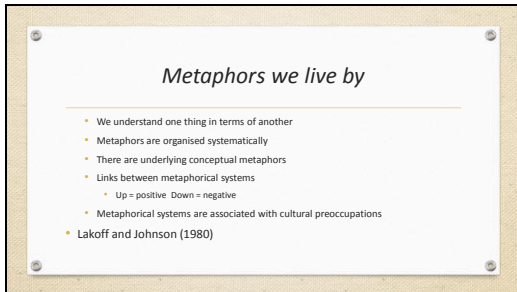 Metaphors we live by
• We understand one thing in terms of another
• Metaphors are organised systematically
• There are underlying conceptual metaphors
• Links between metaphorical systems
• Up = positive Down = negative
• Metaphorical systems are associated with cultural preoccupations
• Lakoff and Johnson (1980)